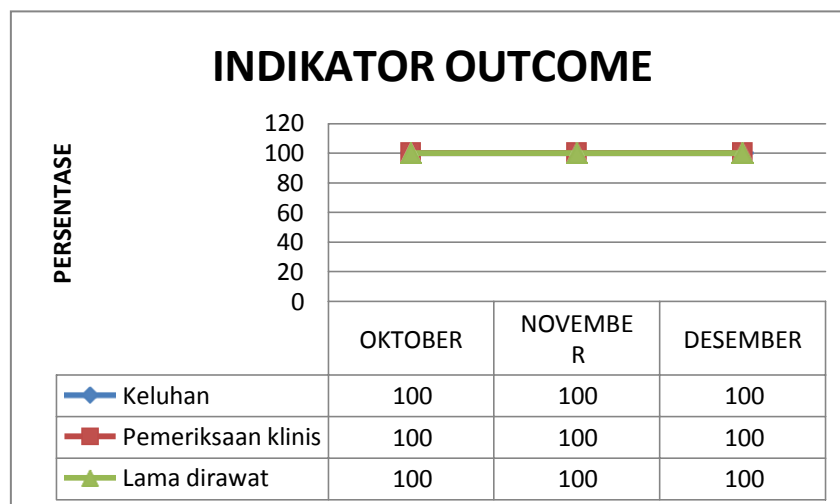 INDIKATOR OUTCOME
PERSENTASE
120
100
80
60
40
20
0
OKTOBER NOVEMBE DESEMBER
R
Keluhan 100 100 100
Pemeriksaan klinis 100 100 100
Lama dirawat 100 100 100